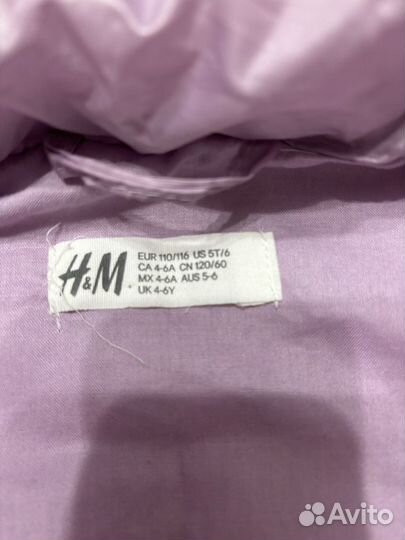 H&M
EUR 110/116 US 5T/6
CA 4-6A CN 120/60
MX 4-6A AUS 5-6
UK 4-6Y
Avito